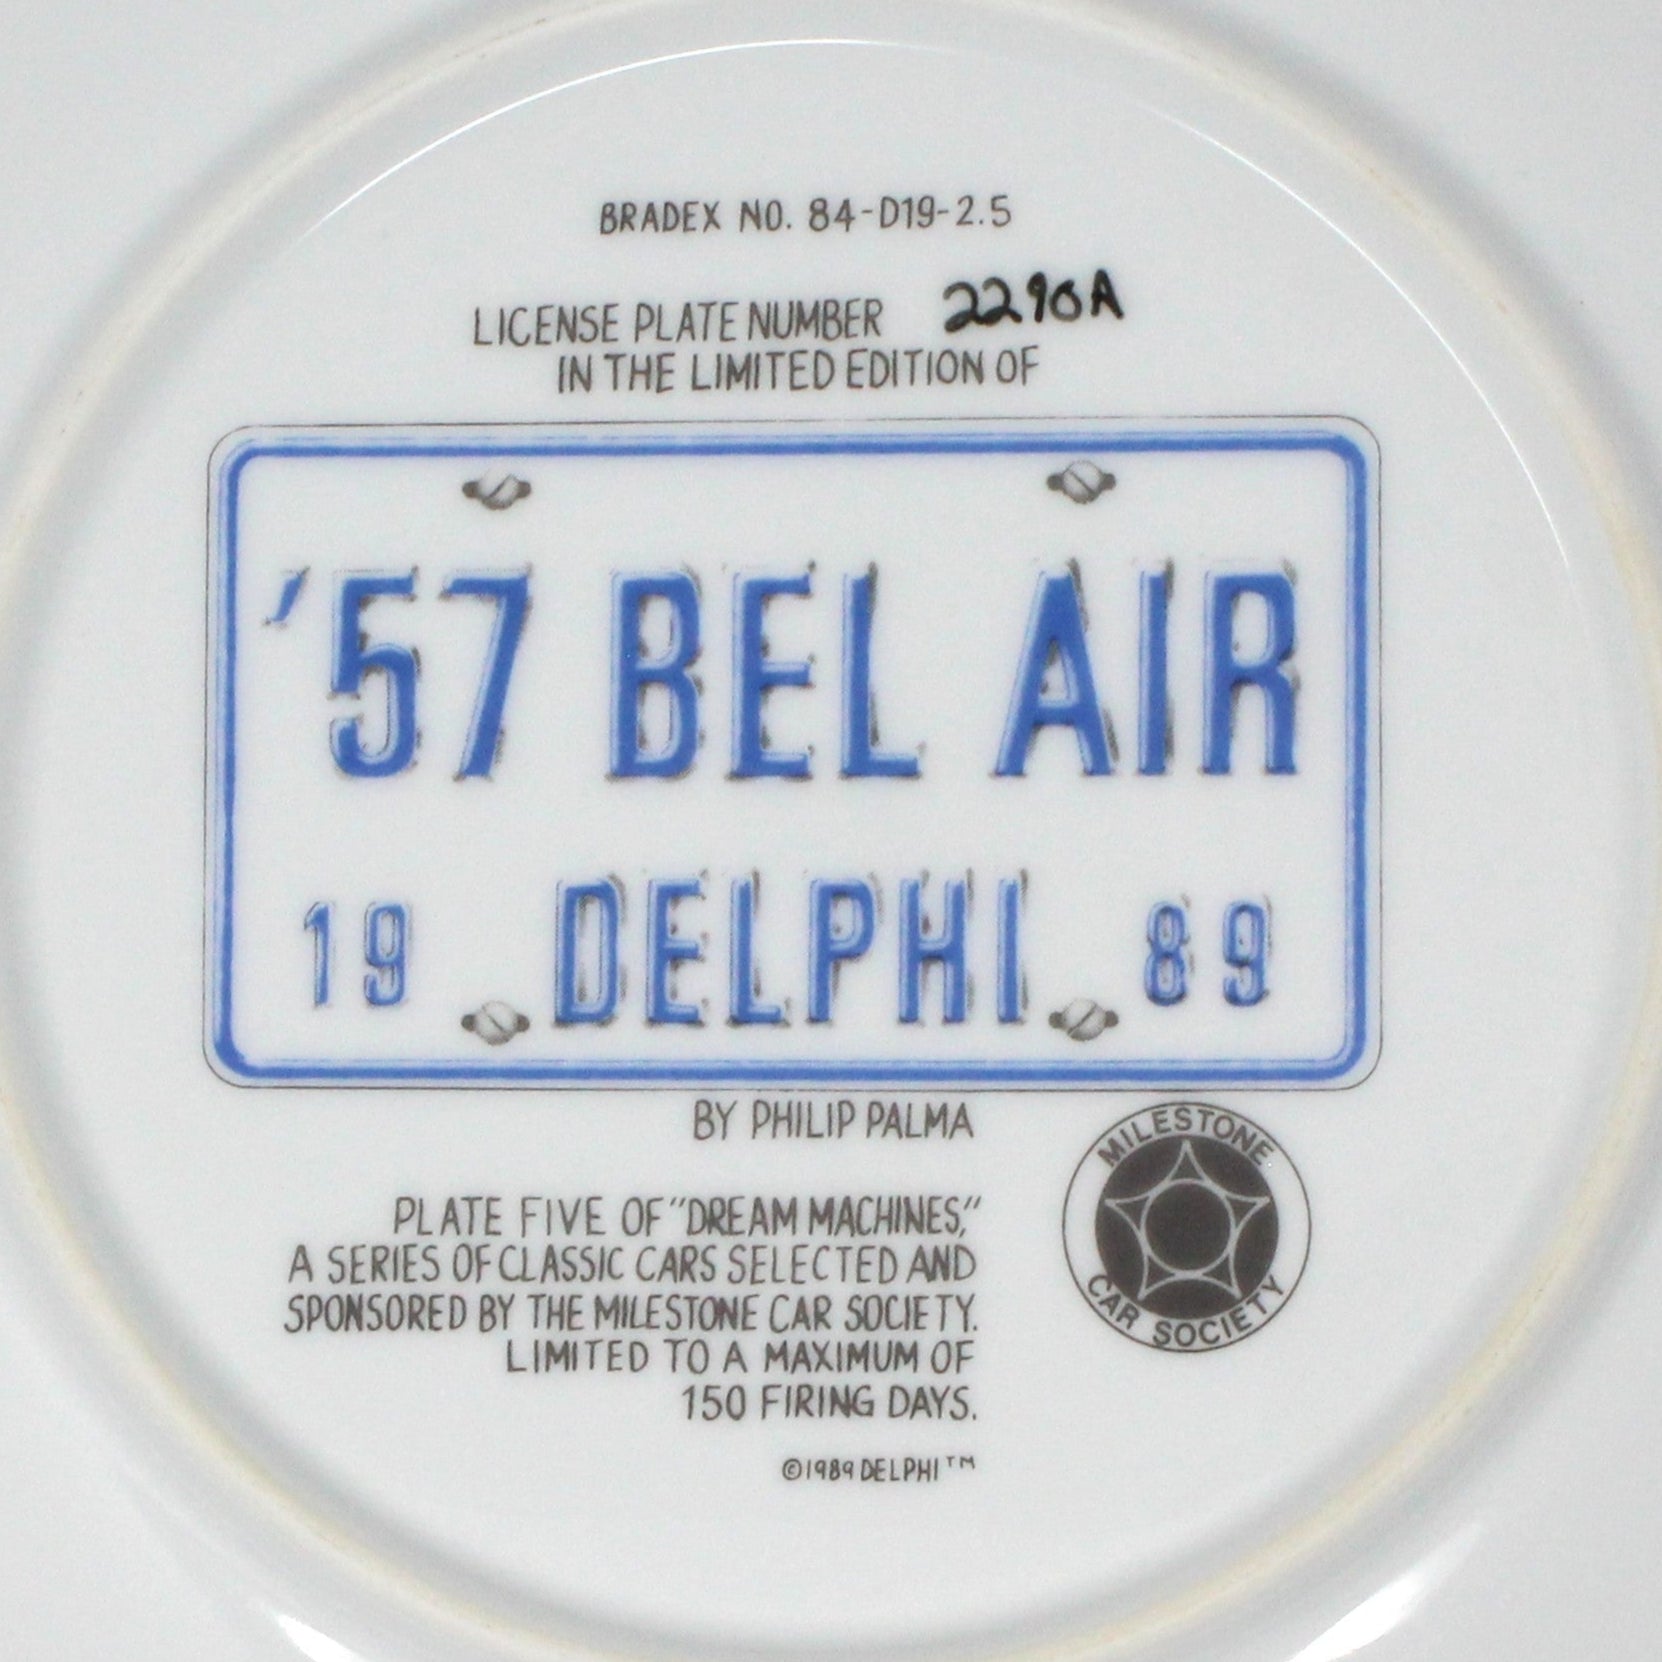 BRADEX NO. 84-D19-2.5
LICENSE PLATE NUMBER 2290A
IN THE LIMITED EDITION OF
'57 BEL AIR
19 DELPHI 89
BY PHILIP PALMA
MILESTONE
CAR SOCIETY
PLATE FIVE OF "DREAM MACHINES,"
A SERIES OF CLASSIC CARS SELECTED AND
SPONSORED BY THE MILESTONE CAR SOCIETY.
LIMITED TO A MAXIMUM OF
150 FIRING DAYS.
©1989 DELPHI™